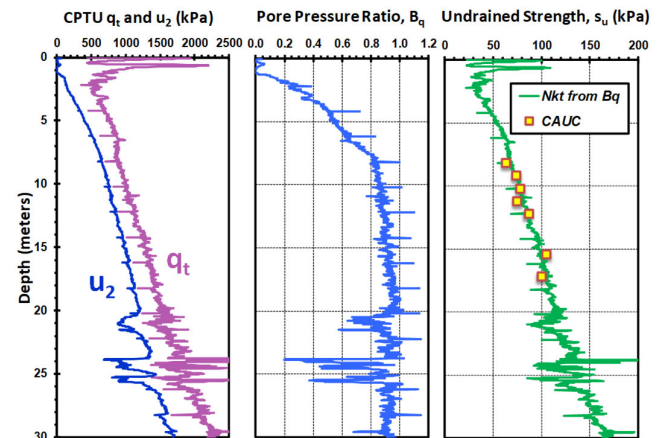 CPTU qt and u2 (kPa)
0 500 1000 1500 2000 2500
Pore Pressure Ratio, Bq
0.0 0.2 0.4 0.6 0.8 1.0 1.2
Undrained Strength, su (kPa)
0 50 100 150 200
Depth (meters)
0
5
10
15
20
25
30
u2
qt
Nkt from Bq
CAUC